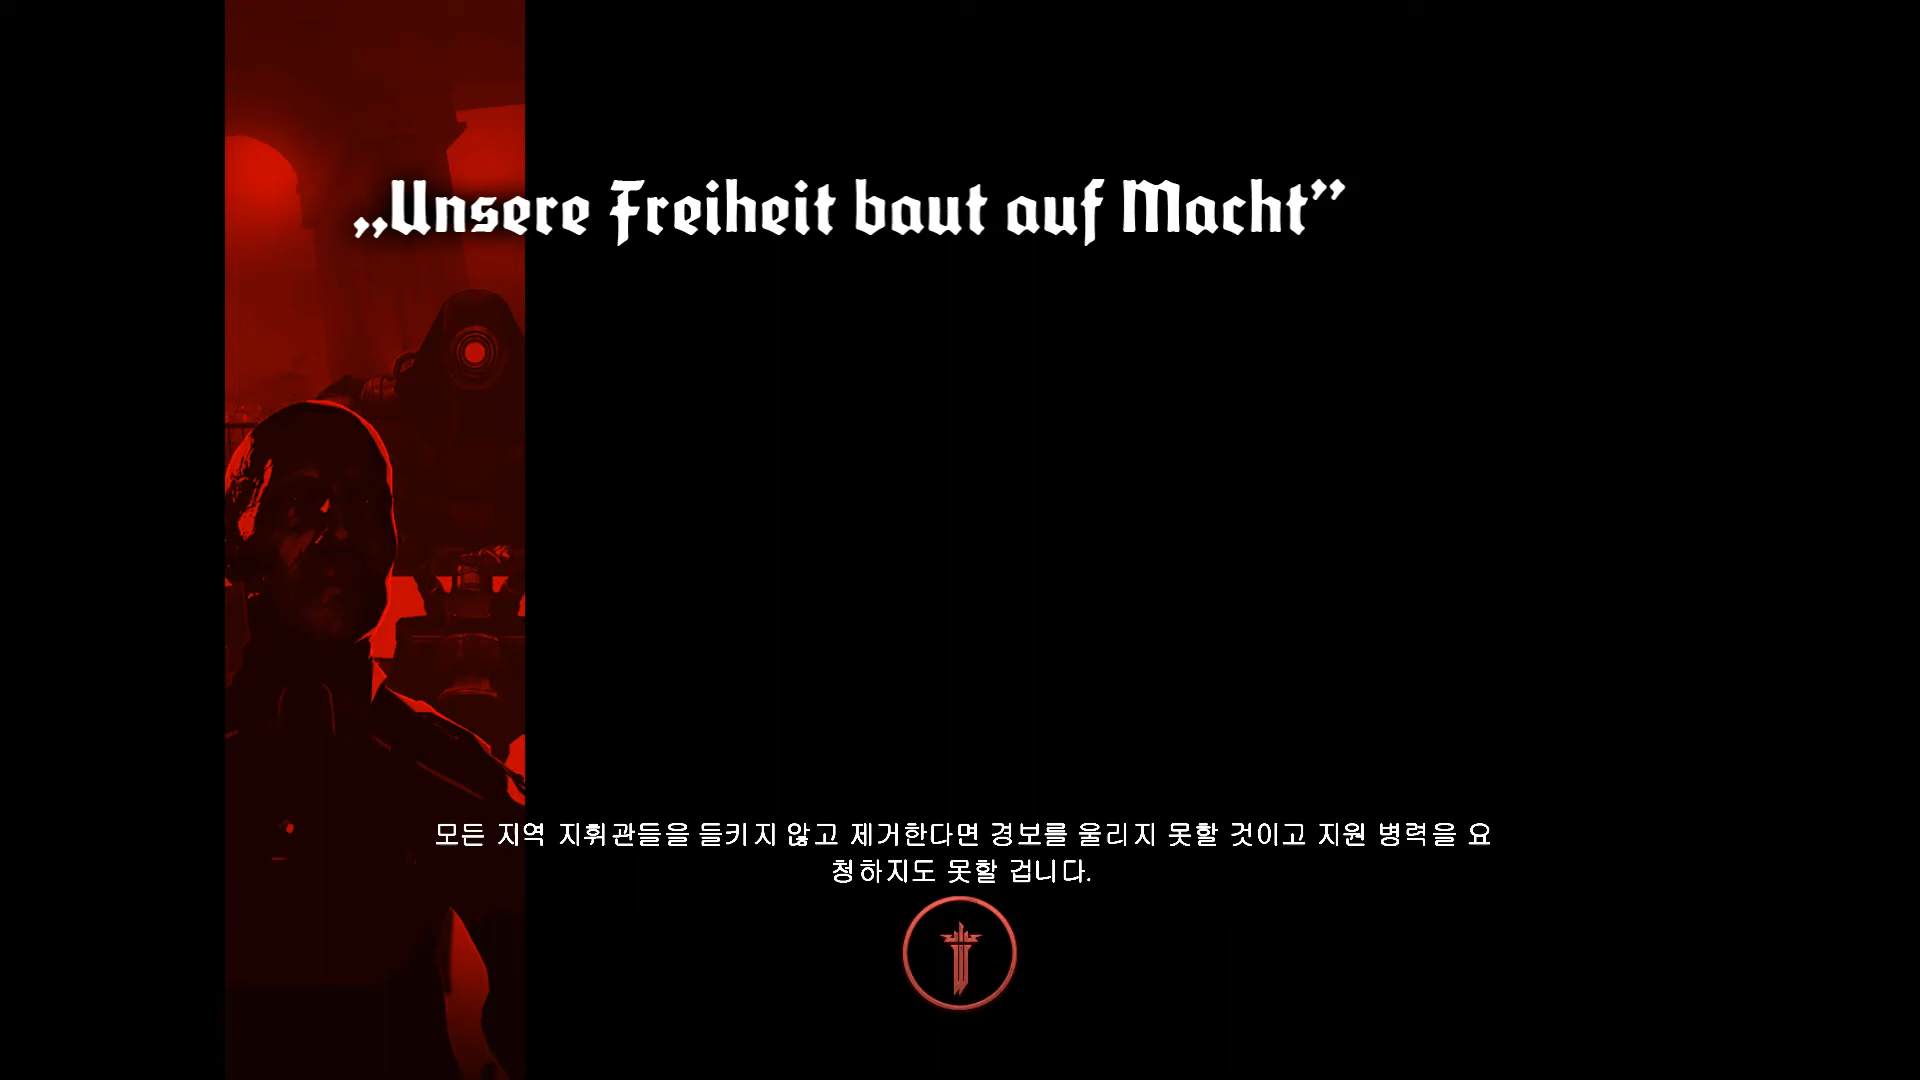 „Unsere Freiheit baut auf Macht”
모든 지역 지휘관들을 들키지 않고 제거한다면 경보를 울리지 못할 것이고 지원 병력을 요
청하지도 못할 겁니다.